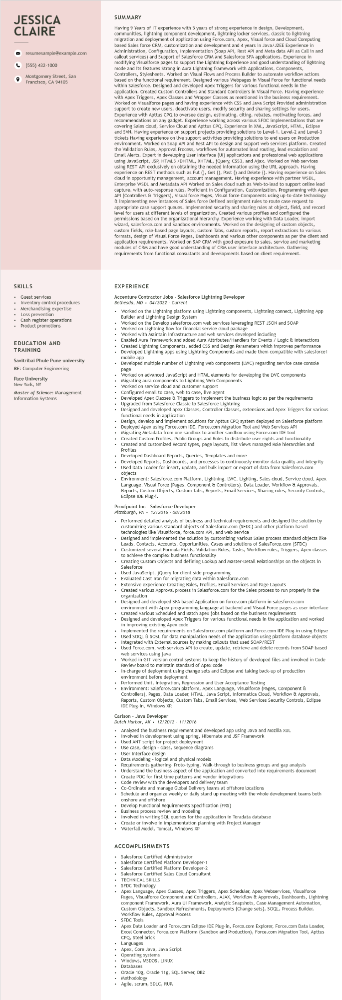 JESSICA
CLAIRE
resumesample@example.com
(555) 432-1000
Montgomery Street, San
Francisco, CA 94105
SUMMARY
Having 9 Years of IT experience with 5 years of strong experience in design, Development,
communities, lightning component development, lightning locker services, classic to lightning
migration and deployment of application using Force.com, Apex, Visual force and Cloud Computing
based Sales force CRM, customization and development and 4 years in Java/J2EE Experience in
Administration, Configuration, Implementation (Soap API, Rest API and Meta data API as Call in and
callout services) and Support of Salesforce CRM and Salesforce SFA applications. Experience in
modifying Visualforce pages to support the Lightning Experience and good understanding of lightning
mode and its features Strong in Aura Lightning framework with Applications, Components,
Controllers, Stylesheets. Worked on Visual Flows and Process Builder to automate workflow actions
based on the functional requirement. Designed various Webpages in Visual Force for functional needs
within Salesforce. Designed and developed Apex Triggers for various functional needs in the
application. Created Custom Controllers and Standard Controllers in Visual Force. Having experience
with Apex Triggers, Apex Classes and Wrapper Classes as mentioned in the business requirement.
Worked on Visualforce pages and having experience with CSS and Java Script Provided administration
support to create new users, deactivate users, modify security and sharing settings for users.
Experience with Apttus CPQ to oversee design, estimating, citing, rebates, motivating forces, and
recommendations on any gadget. Experience working across various SFDC implementations that are
covering Sales cloud, Service Cloud and Apttus CPQ. Experience in XML, JavaScript, HTML, Eclipse
and SVN. Having experience on support projects providing solutions to Level-1, Level-2 and Level-3
tickets Having experience on live support activities providing solutions to end users on Production
environment. Worked on Soap API and Rest API to design and support web services platform. Created
the Validation Rules, Approval Process, workflows for automated lead routing, lead escalation and
Email Alerts. Expert in developing User Interface (UI) applications and professional web applications
using JavaScript, JSP, HTML5 /DHTML, XHTML, jQuery, CSS3, and Ajax. Worked on Web services
using REST API exclusively on obtaining the needed information using the URL approach. Having
experience on REST methods such as Put (), Get (), Post () and Delete (). Having experience on Sales
cloud in opportunity management, account management. Having experience with partner WSDL,
Enterprise WSDL and Metadata API Worked on Sales cloud such as Web-to-lead to support online lead
capture, with auto-response rules. Proficient in Configuration, Customization, Programming with Apex
API (Controllers & Triggers), Visual force Pages, Visual force Components using up-to-date technology
& implementing new instances of Sales force Defined assignment rules to route case request to
appropriate case support queues. Implemented security and sharing rules at object, field, and record
level for users at different levels of organization, Created various profiles and configured the
permissions based on the organizational hierarchy. Experience working with Data Loader, import
wizard, salesforce.com and Sandbox environments. Worked on the designing of custom objects,
custom fields, role-based page layouts, custom Tabs, custom reports, report extractions to various
formats, design of Visual Force Pages, Dashboards and various other components as per the client and
application requirements. Worked on SAP CRM with good exposure to sales, service and marketing
modules of CRM and have good understanding of CRM user interface architecture. Gathering
requirements from functional consultants and developments based on client requirement.
SKILLS
• Guest services
• Inventory control procedures
• Merchandising expertise
• Loss prevention
• Cash register operations
• Product promotions
EDUCATION AND
TRAINING
Savitribai Phule Pune university
BE: Computer Engineering
Pace University
New York, NY
Master of Science: Management
Information Systems
EXPERIENCE
Accenture Contractor Jobs - Salesforce Lightning Developer
Bethesda, MD • 04/2022 - Current
• Worked on the Lightning platform using Lightning components, Lightning connect, Lightning App
Builder and Lightning Design System
• Worked on the Develop salesforce.com web services leveraging REST JSON and SOAP
• Worked on Lightning flow for financial service cloud package
• Worked with Maintain infrastructure and web services developed including
• Enabled Aura Framework and added Aura Attributes/Handlers for Events / Logic & Interactions
• Created Lightning Components, added CSS and Design Parameters which improves performance
• Developed Lightning apps using Lightning Components and made them compatible with salesforce1
mobile app
• Developed multiple number of Lightning web components (LWC) regarding service case console
page
• Worked on advanced JavaScript and HTML elements for developing the LWC components
• Migrating aura components to Lightning Web Components
• Worked on service cloud and customer support
• Configured email to case, web to case, live agent
• Developed Apex Classes & Triggers to implement the business logic as per the requirements
• Upgraded from Salesforce Classic to Salesforce Lightning
• Designed and developed apex Classes, Controller Classes, extensions and Apex Triggers for various
functional needs in application
• Design, develop and implement solutions for Apttus CPQ system deployed on Salesforce platform
• Deployed Apex using Force.com IDE, Force.com Migration Tool and Web Services API
• Migrating Metadata from one sandbox to another sandbox using Force.com IDE tool
• Created Custom Profiles, Public Groups and Roles to distribute user rights and functionality
• Created and customized Record types, page layouts, list views managed Role hierarchies and
Profiles
• Developed Dashboard Reports, Queries, Templates and more
• Developed Reports, Dashboards, and processes to continuously monitor data quality and integrity
• Used Data Loader for insert, update, and bulk import or export of data from Salesforce.com
objects
• Environment: Salesforce.com Platform, Lightning, LWC, Lighting, Sales cloud, Service cloud, Apex
Language, Visual Force (Pages, Component & Controllers), Data Loader, Workflow & Approvals,
Reports, Custom Objects, Custom Tabs, Reports, Email Services, Sharing rules, Security Controls,
Eclipse IDE Plug-i.
Proofpoint Inc - Salesforce Developer
Pittsburgh, PA • 12/2016 - 08/2018
• Performed detailed analysis of business and technical requirements and designed the solution by
customizing various standard objects of Salesforce.com (SFDC) and other platform-based
technologies like Visualforce, force.com API, and web service
• Designed and implemented the solution by customizing various Sales process standard objects like
Leads, Contacts, Accounts, Opportunities, Cases and solutions of SalesForce.com (SFDC)
• Customized several Formula Fields, Validation Rules, Tasks, Workflow rules, Triggers, Apex classes
to achieve the complex business functionality
• Creating Custom Objects and defining Lookup and Master-Detail Relationships on the objects in
Salesforce
• Used JavaScript, jQuery for client side programming
• Evaluated Cast Iron for migrating data within Salesforce.com
• Extensive experience Creating Roles, Profiles, Email Services and Page Layouts
• Created various Approval process in Salesforce.com for the Sales process to run properly in the
organization
• Designed and developed SFA based Application on force.com platform in salesforce.com
environment with Apex programming language at backend and Visual-Force pages as user interface
• Created various Scheduled and Batch apex jobs based on the business requirements
• Designed and developed Apex Triggers for various functional needs in the application and worked
in improving existing Apex code
• Implemented the requirements on Salesforce.com platform and Force.com IDE Plug-in using Eclipse
• Used SOQL & SOSL for data manipulation needs of the application using platform database objects
• Integrated with External sources by making callouts that used SOAP/REST
• Used Force.com, web services API to create, update, retrieve and delete records from SOAP based
web services using java
• Worked in GIT version control systems to keep the history of developed files and involved in Code
Review board to maintain standard of Apex code
• In-charge of deployment using change sets and Eclipse and taking back-up of production
environment before deployment
• Performed Unit, Integration, Regression and User Acceptance Testing
• Environment: Saleforce.com platform, Apex Language, Visualforce (Pages, Component &
Controllers), Pages, Data Loader, HTML, Java Script, Informatica Cloud, Workflow & Approvals,
Reports, Custom Objects, Custom Tabs, Email Services, Web Services Security Controls, Eclipse
IDE Plug-in, Windows XP.
Carlson - Java Developer
Dutch Harbor, AK • 12/2012 - 11/2016
• Analyzed the business requirement and developed app using Java and Mozilla XUL
• Involved in development using spring, Hibernate and JSF Framework
• Used ANT script for project deployment
• Use case, design - class, sequence diagrams
• User Interface design
• Data Modeling – logical and physical models
• Requirements gathering- Proto-typing, Walk-through to business groups and gap analysis
• Understand the business aspect of the application and converted into requirements document
• Create POC for first time patterns and vendor integrations
• Code review with the developers and delivery team
• Co-Ordinate and manage Global Delivery teams at offshore locations
• Schedule and organize weekly or daily stand up meeting with the whole development teams both
onshore and offshore
• Develop Functional Requirements Specification (FRS)
• Business process review and modeling
• Involved in writing SQL queries for the application in Teradata database
• Create or involve in Implementation planning with Project Manager
• Waterfall Model, Tomcat, Windows XP
ACCOMPLISHMENTS
• Salesforce Certified Administrator
• Salesforce Certified Platform Developer-1
• Salesforce Certified Platform Developer-2
• Salesforce Certified Sales Cloud Consultant
• TECHNICAL SKILLS
• SFDC Technology
• Apex Language, Apex Classes, Apex Triggers, Apex Scheduler, Apex Webservices, Visualforce
Pages, Visualforce Component and Controllers, AJAX, Workflow & Approvals, Dashboards, Lightning
component Framework, Aura UI Framework, Analytic Snapshots, Case Management Automation,
Custom Objects, Sandbox Refreshments, Deployments (Change sets), SOQL, Process Builder,
Workflow Rules, Approval Process
• SFDC Tools
• Apex Data Loader and Force.com Eclipse IDE Plug-in, Force.com Explorer, Force.com Data Loader,
Excel Connector, Force.com Platform (Sandbox and Production), Force.com Migration Tool, Apttus
CPQ, Steel brick
• Languages
• Apex, Core Java, Java Script
• Operating systems
• Windows, MSDOS, LINUX
• Databases
• Oracle 10g, Oracle 11g, SQL Server, DB2
• Methodology
• Agile, scrum, SDLC, RUP.